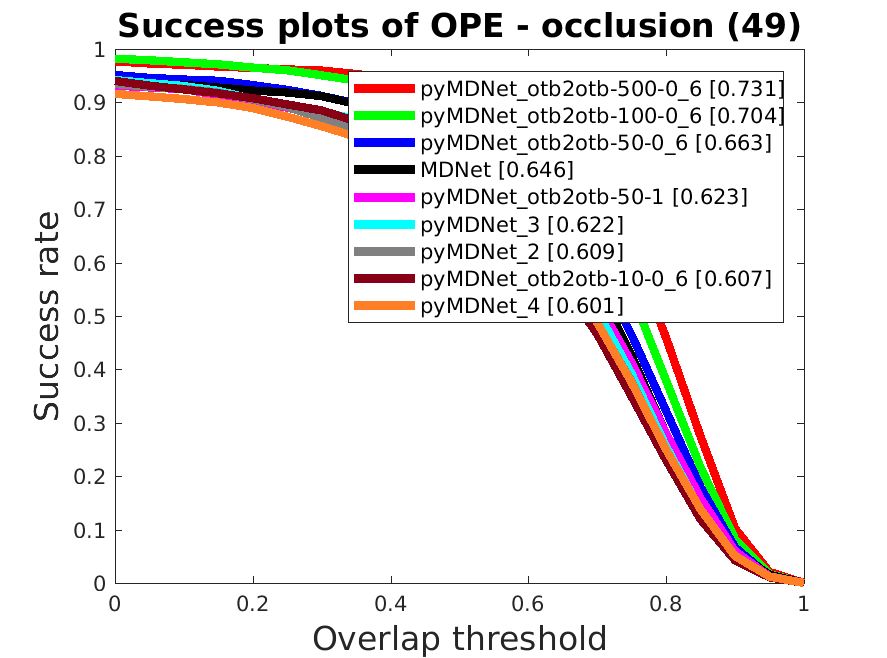 Success plots of OPE - occlusion (49)
1
0.9
0.8
0.7
0.6
0.5
0.4
0.3
0.2
0.1
0
Success rate
pyMDNet_otb2otb-500-0_6 [0.731]
pyMDNet_otb2otb-100-0_6 [0.704]
pyMDNet_otb2otb-50-0_6 [0.663]
MDNet [0.646]
pyMDNet_otb2otb-50-1 [0.623]
pyMDNet_3 [0.622]
pyMDNet_2 [0.609]
pyMDNet_otb2otb-10-0_6 [0.607]
pyMDNet_4 [0.601]
0 0.2 0.4 0.6 0.8 1
Overlap threshold